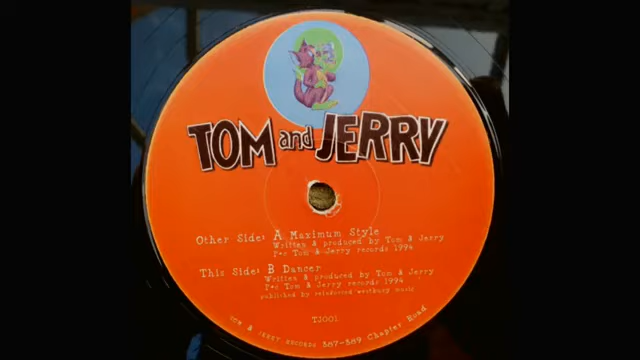 TOM and JERRY
Other Side: A Maximum Style
Written & produced by Tom & Jerry
For Tom & Jerry records 1994
This Side: B Dancer
Written & produced by Tom & Jerry
For Tom & Jerry records 1994
published by reinforced westbury music
TJ001
TOM & JERRY RECORDS 387-389 Chapter Road